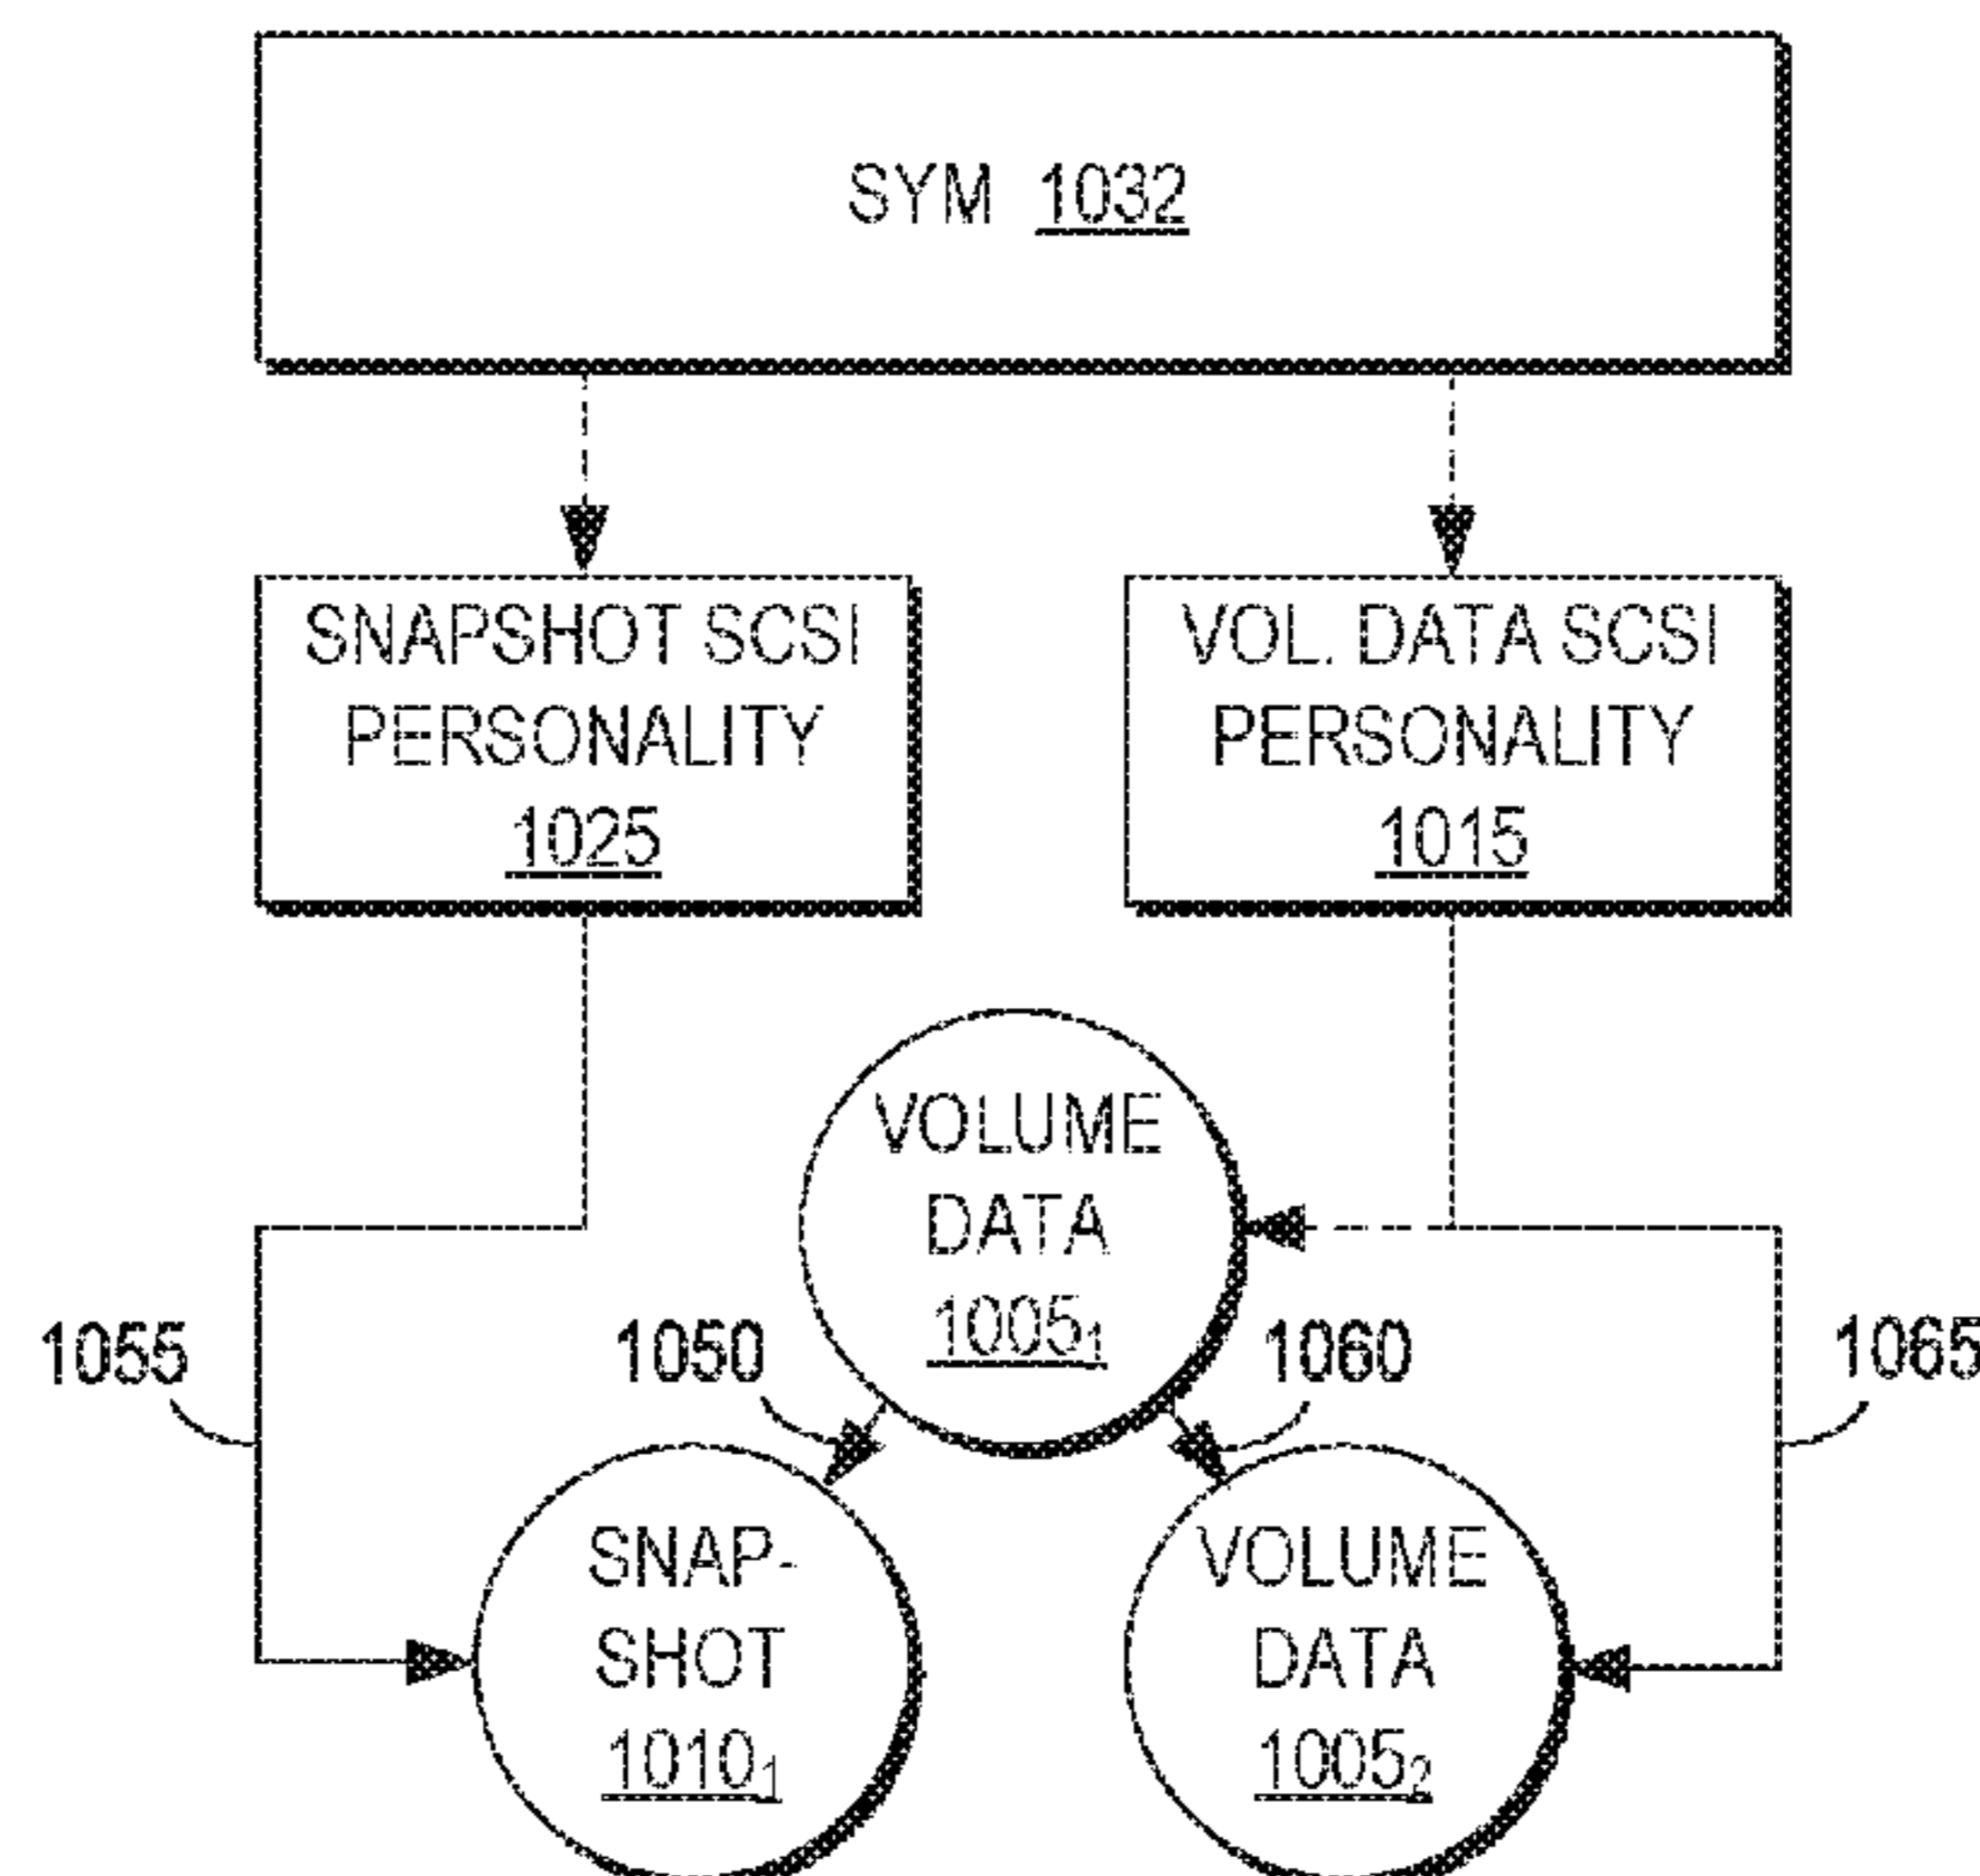 SYM 1032
SNAPSHOT SCSI
PERSONALITY
1025
VOL. DATA SCSI
PERSONALITY
1015
VOLUME
DATA
1005₁
1055
1050
1060
1065
SNAP-
SHOT
1010₁
VOLUME
DATA
1005₂